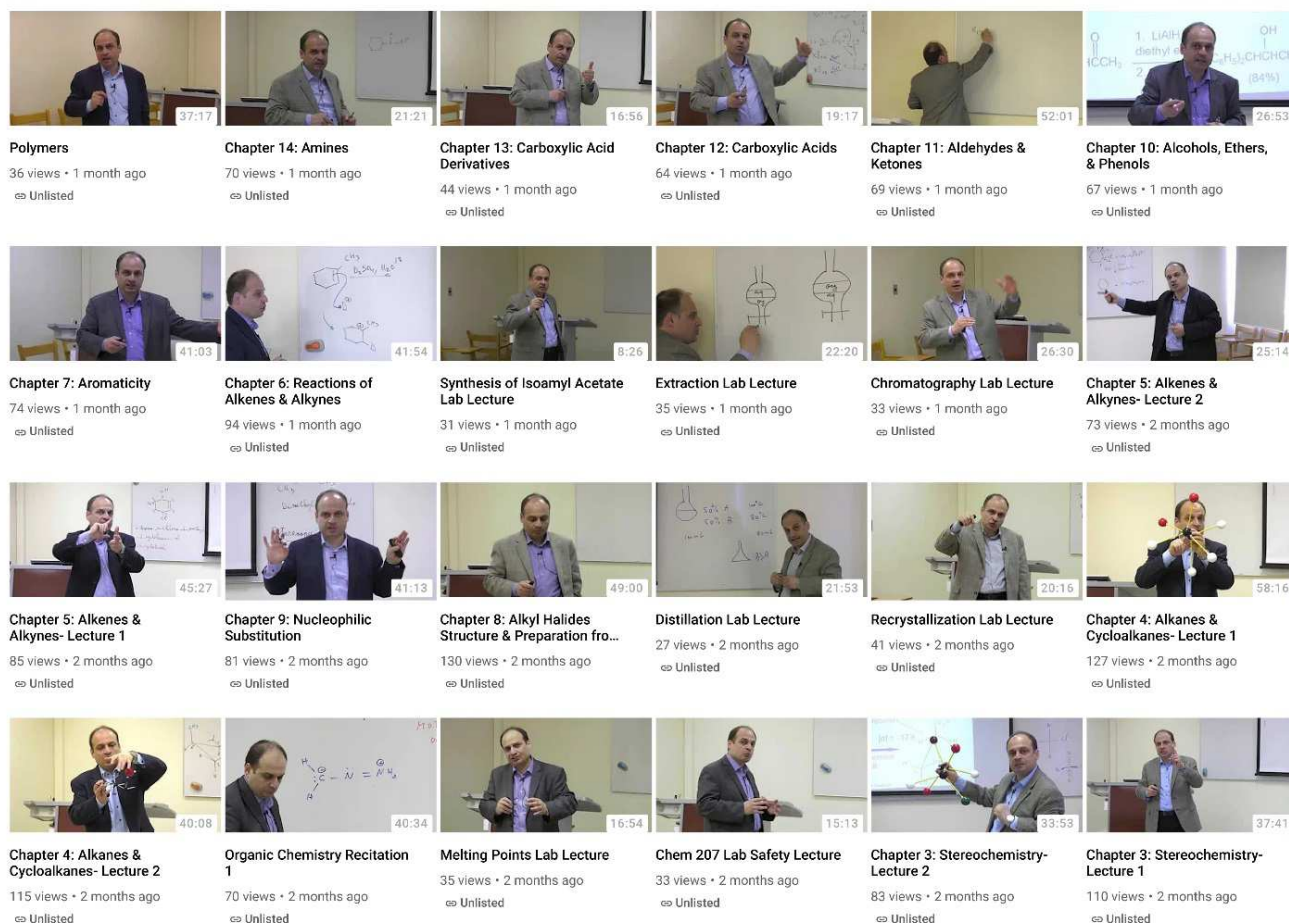 37:17
21:21
16:56
19:17
52:01
26:53
Polymers
36 views • 1 month ago
Unlisted
Chapter 14: Amines
70 views • 1 month ago
Unlisted
Chapter 13: Carboxylic Acid
Derivatives
44 views • 1 month ago
Unlisted
Chapter 12: Carboxylic Acids
64 views • 1 month ago
Unlisted
Chapter 11: Aldehydes &
Ketones
69 views • 1 month ago
Unlisted
1. LiAlH
diethyl e
2.
HCCH₃
OH
C₆H₅)₂CHCHCH
(84%)
Chapter 10: Alcohols, Ethers,
& Phenols
67 views • 1 month ago
Unlisted
41:03
41:54
8:26
22:20
26:30
25:14
Chapter 7: Aromaticity
74 views • 1 month ago
Unlisted
CH₃
Chapter 6: Reactions of
Alkenes & Alkynes
94 views • 1 month ago
Unlisted
Synthesis of Isoamyl Acetate
Lab Lecture
31 views • 1 month ago
Unlisted
Extraction Lab Lecture
35 views • 1 month ago
Unlisted
Chromatography Lab Lecture
33 views • 1 month ago
Unlisted
Chapter 5: Alkenes &
Alkynes- Lecture 2
73 views • 2 months ago
Unlisted
45:27
41:13
49:00
21:53
20:16
58:16
Chapter 5: Alkenes &
Alkynes- Lecture 1
85 views • 2 months ago
Unlisted
Chapter 9: Nucleophilic
Substitution
81 views • 2 months ago
Unlisted
Chapter 8: Alkyl Halides
Structure & Preparation fro...
130 views • 2 months ago
Unlisted
Distillation Lab Lecture
27 views • 2 months ago
Unlisted
Recrystallization Lab Lecture
41 views • 2 months ago
Unlisted
Chapter 4: Alkanes &
Cycloalkanes- Lecture 1
127 views • 2 months ago
Unlisted
40:08
40:34
16:54
15:13
33:53
37:41
Chapter 4: Alkanes &
Cycloalkanes- Lecture 2
115 views • 2 months ago
Unlisted
Organic Chemistry Recitation
1
70 views • 2 months ago
Unlisted
Melting Points Lab Lecture
35 views • 2 months ago
Unlisted
Chem 207 Lab Safety Lecture
33 views • 2 months ago
Unlisted
Chapter 3: Stereochemistry-
Lecture 2
83 views • 2 months ago
Unlisted
Chapter 3: Stereochemistry-
Lecture 1
110 views • 2 months ago
Unlisted